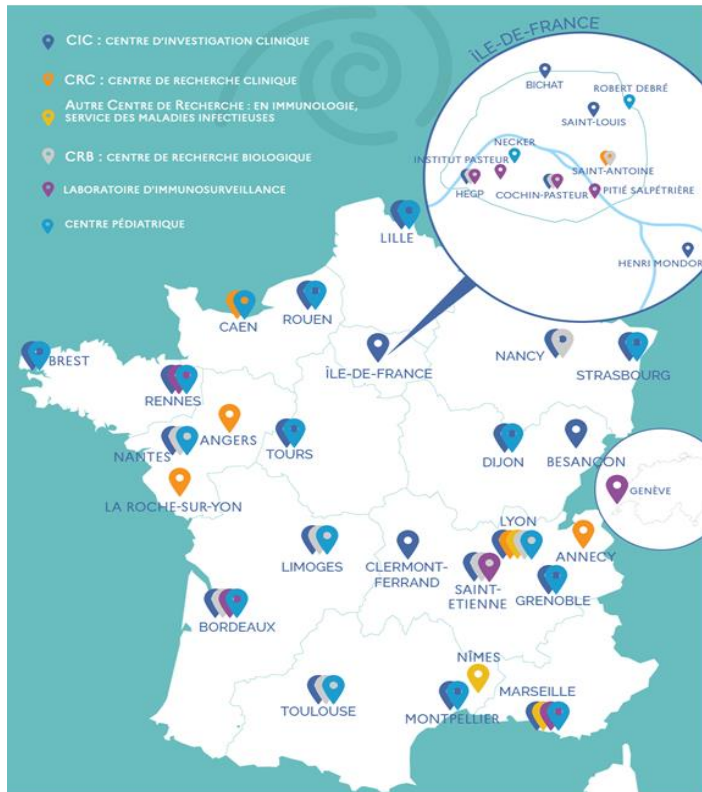 CIC : CENTRE D'INVESTIGATION CLINIQUE
CRC : CENTRE DE RECHERCHE CLINIQUE
AUTRE CENTRE DE RECHERCHE : EN IMMUNOLOGIE,
SERVICE DES MALADIES INFECTIEUSES
CRB : CENTRE DE RECHERCHE BIOLOGIQUE
LABORATOIRE D'IMMUNOSURVEILLANCE
CENTRE PÉDIATRIQUE
ÎLE-DE-FRANCE
BICHAT
ROBERT DEBRÉ
SAINT-LOUIS
NECKER
INSTITUT PASTEUR
SAINT-ANTOINE
HEGP
COCHIN-PASTEUR
PITIÉ SALPÉTRIÈRE
HENRI MONDOR
LILLE
CAEN
ROUEN
BREST
ÎLE-DE-FRANCE
NANCY
STRASBOURG
RENNES
ANGERS
NANTES
TOURS
DIJON
BESANÇON
LA ROCHE-SUR-YON
GENÈVE
LYON
LIMOGES
CLERMONT-
FERRAND
ANNECY
SAINT-
ETIENNE
GRENOBLE
BORDEAUX
NÎMES
MARSEILLE
TOULOUSE
MONTPELLIER